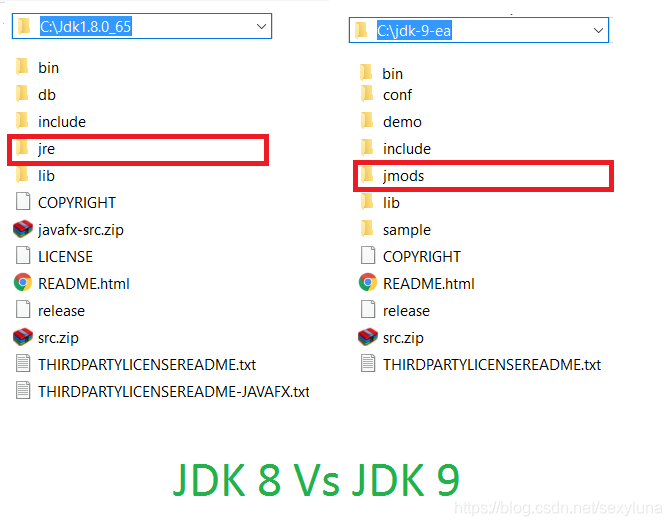 C:\Jdk1.8.0_65
bin
db
include
jre
lib
COPYRIGHT
javafx-src.zip
LICENSE
README.html
release
src.zip
THIRDPARTYLICENSEREADME.txt
THIRDPARTYLICENSEREADME-JAVAFX.txt
C:\jdk-9-ea
bin
conf
demo
include
jmods
lib
sample
COPYRIGHT
README.html
release
src.zip
THIRDPARTYLICENSEREADME.txt
JDK 8 Vs JDK 9
https://blog.csdn.net/sexyluna